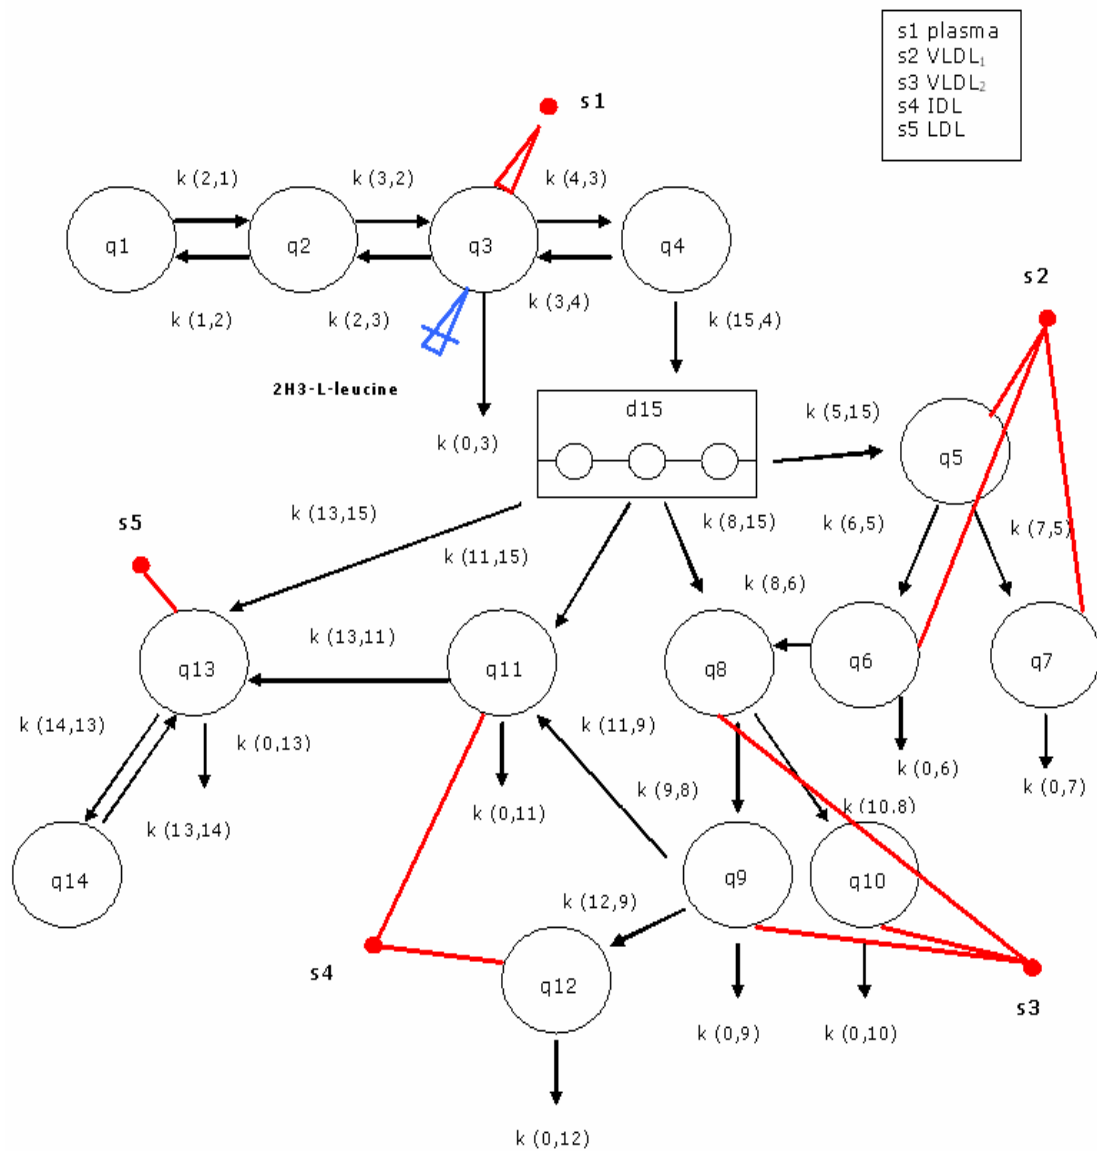 s1 plasma
s2 VLDL₁
s3 VLDL₂
s4 IDL
s5 LDL
s1
k (2,1)
k (3,2)
k (4,3)
q1
q2
q3
q4
s2
k (1,2)
k (2,3)
k (3,4)
k (15,4)
2H3-L-leucine
d15
k (5,15)
k (0,3)
q5
s5
k (13,15)
k (8,15)
k (6,5)
k (7,5)
k (11,15)
k (8,6)
k (13,11)
q13
q11
q8
q6
q7
k (14,13)
k (0,13)
k (11,9)
k (0,6)
k (0,7)
k (9,8)
k (0,11)
k (10,8)
k (13,14)
q14
q9
q10
k (12,9)
s4
q12
s3
k (0,9)
k (0,10)
k (0,12)